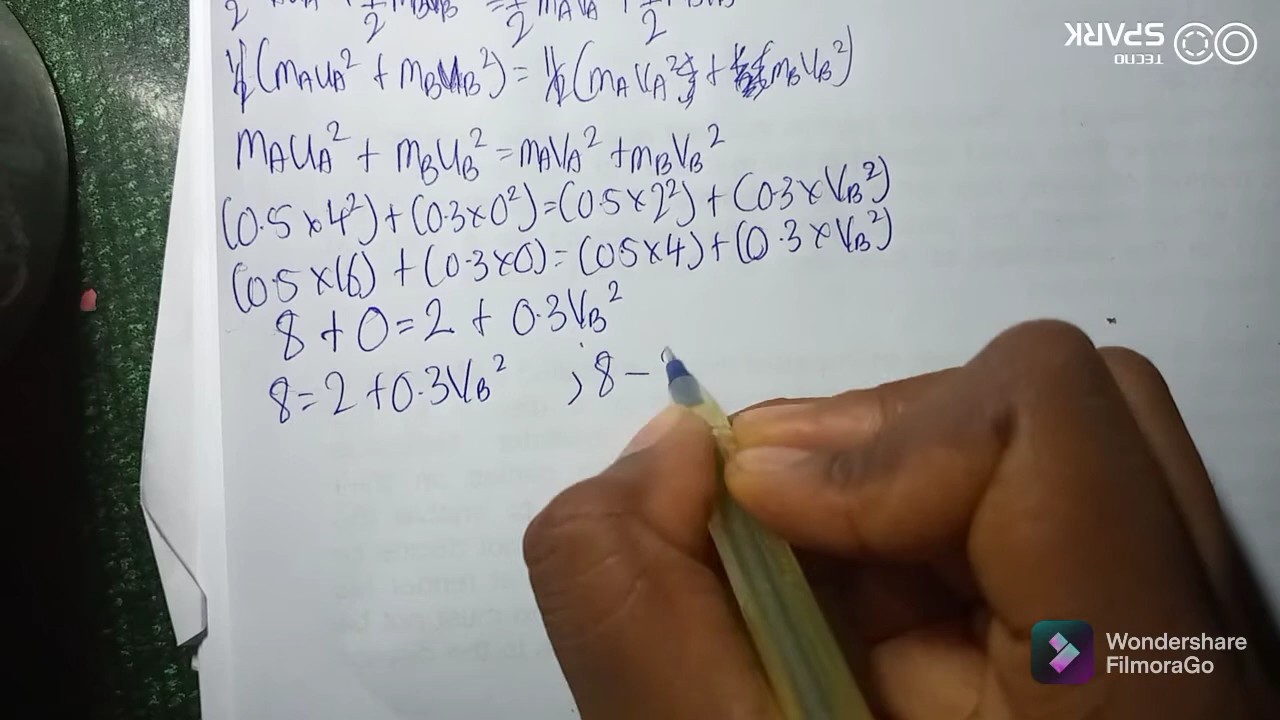 ½(mAUA² + mBUB²) = ½(mAVA² + mBVB²)
mAUA² + mBUB² = mAVA² + mBVB²
(0.5 × 4²) + (0.3 × 0²) = (0.5 × 2²) + (0.3 × VB²)
(0.5 × 16) + (0.3 × 0) = (0.5 × 4) + (0.3 × VB²)
8 + 0 = 2 + 0.3VB²
8 = 2 + 0.3VB² ; 8 -
SPARK
TECNO
Wondershare
FilmoraGo